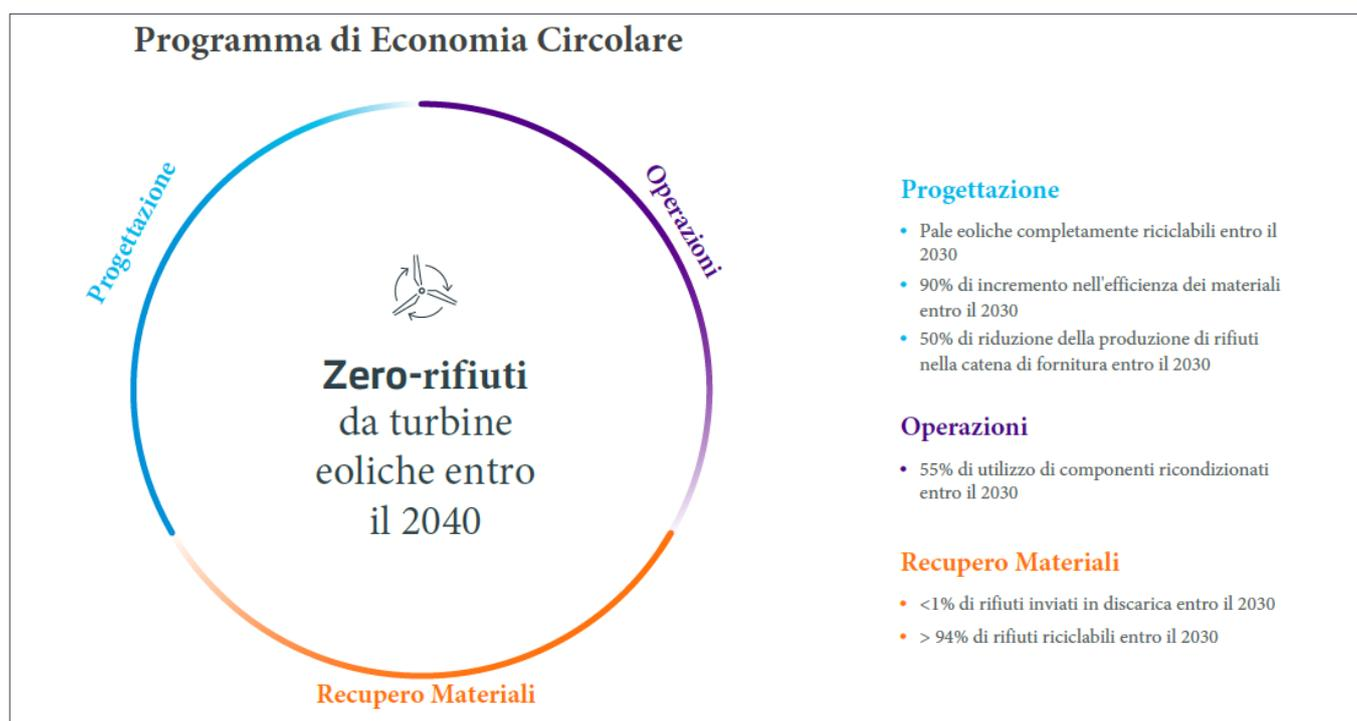 Programma di Economia Circolare
Progettazione
Operazioni
Zero-rifiuti
da turbine
eoliche entro
il 2040
Recupero Materiali
Progettazione
• Pale eoliche completamente riciclabili entro il
2030
• 90% di incremento nell'efficienza dei materiali
entro il 2030
• 50% di riduzione della produzione di rifiuti
nella catena di fornitura entro il 2030
Operazioni
• 55% di utilizzo di componenti ricondizionati
entro il 2030
Recupero Materiali
• <1% di rifiuti inviati in discarica entro il 2030
• > 94% di rifiuti riciclabili entro il 2030